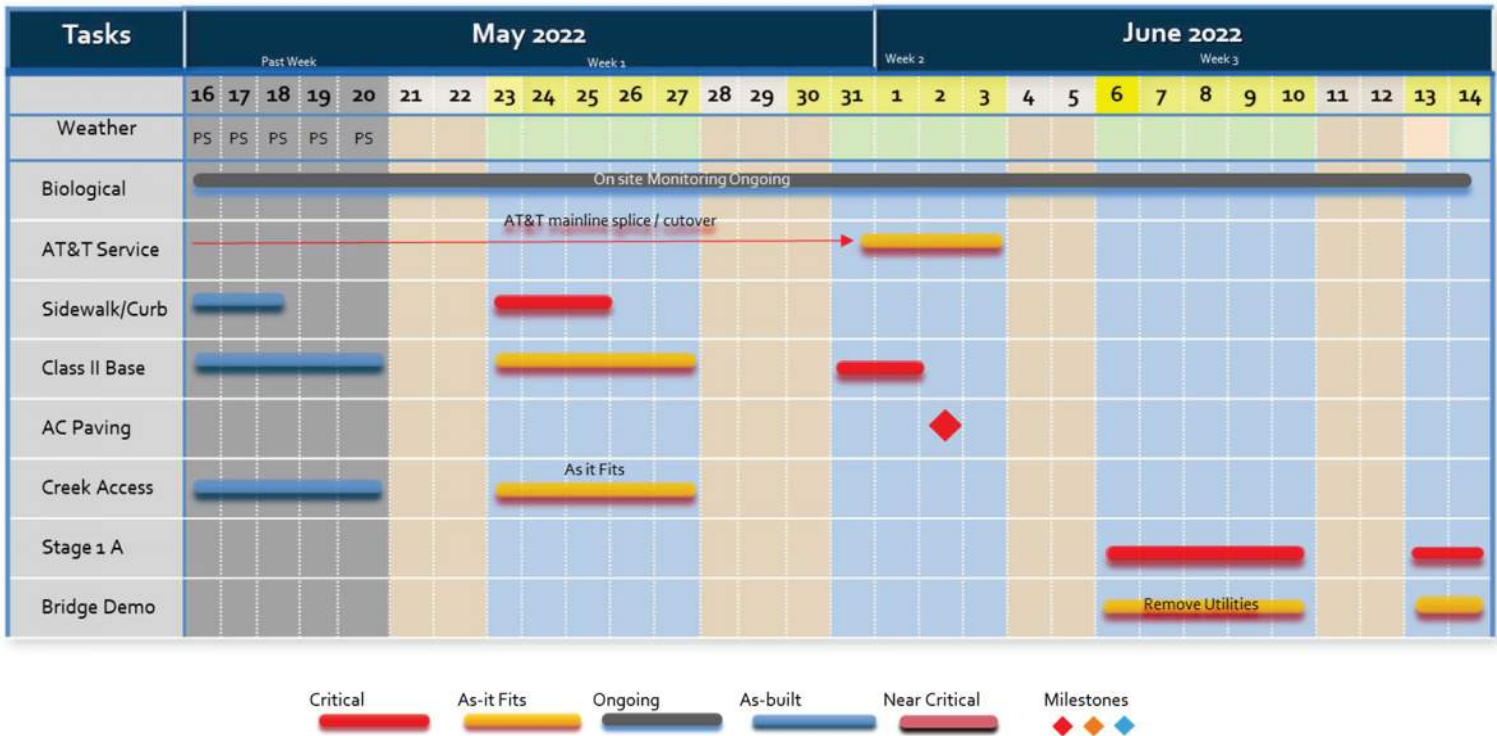 Tasks May 2022 June 2022
Past Week Week 1 Week 2 Week 3
16 17 18 19 20 21 22 23 24 25 26 27 28 29 30 31 1 2 3 4 5 6 7 8 9 10 11 12 13 14
Weather PS PS PS PS PS
Biological On site Monitoring Ongoing
AT&T mainline splice / cutover
AT&T Service
Sidewalk/Curb
Class II Base
AC Paving
As it Fits
Creek Access
Stage 1 A
Bridge Demo Remove Utilities
Critical As-it Fits Ongoing As-built Near Critical Milestones